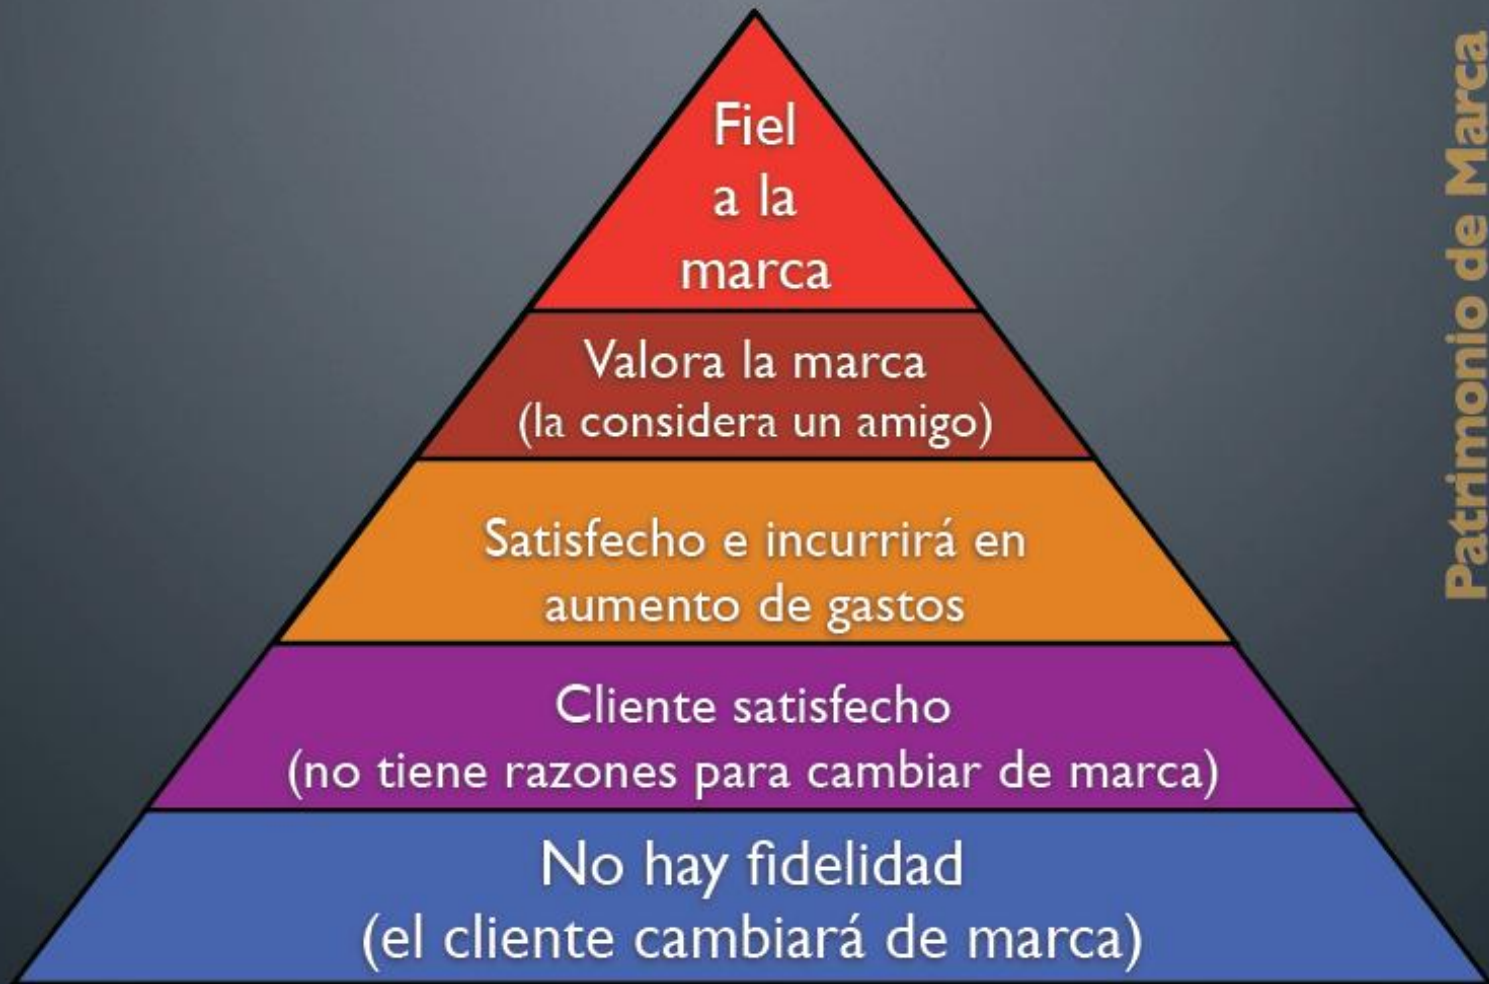 Fiel
a la
marca
Valora la marca
(la considera un amigo)
Satisfecho e incurrirá en
aumento de gastos
Cliente satisfecho
(no tiene razones para cambiar de marca)
No hay fidelidad
(el cliente cambiará de marca)
Patrimonio de Marca